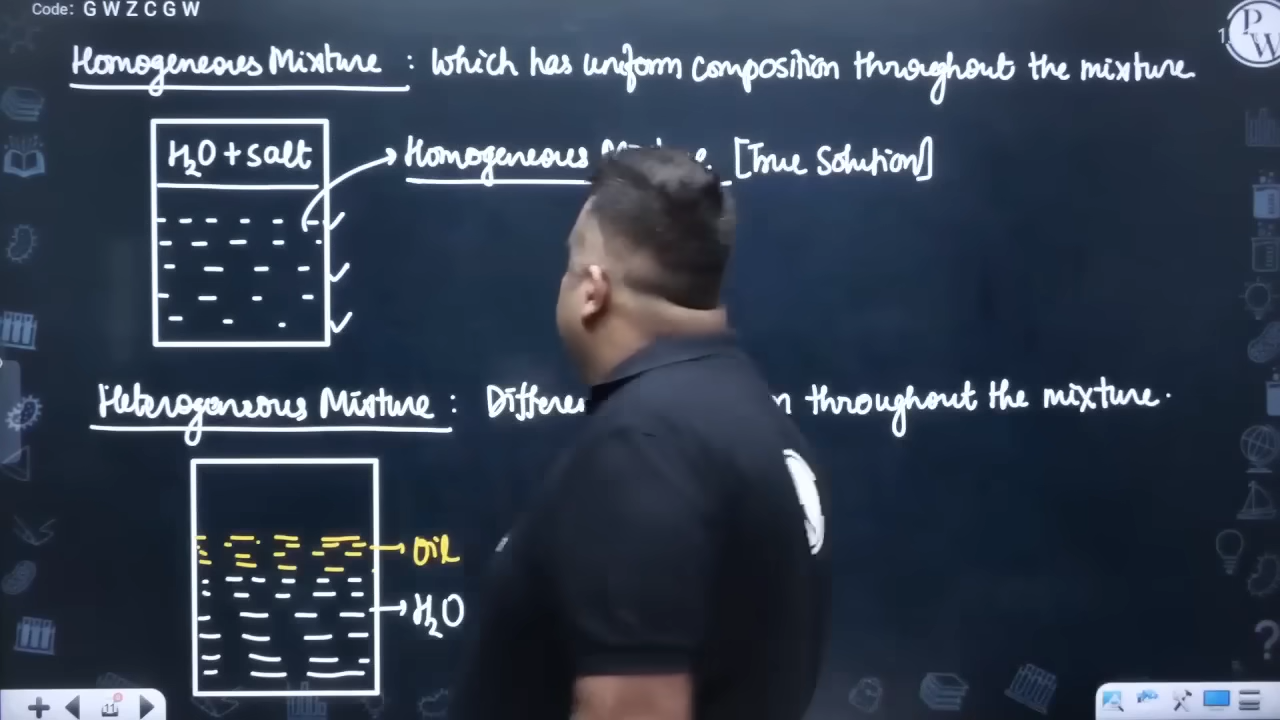 Code: G W Z C G W
P
W
Homogeneous Mixture : Which has uniform composition throughout the mixture
H₂O + salt
Homogeneous [True Solution]
Heterogeneous Mixture : throughout the mixture.
Oil
H₂O
11